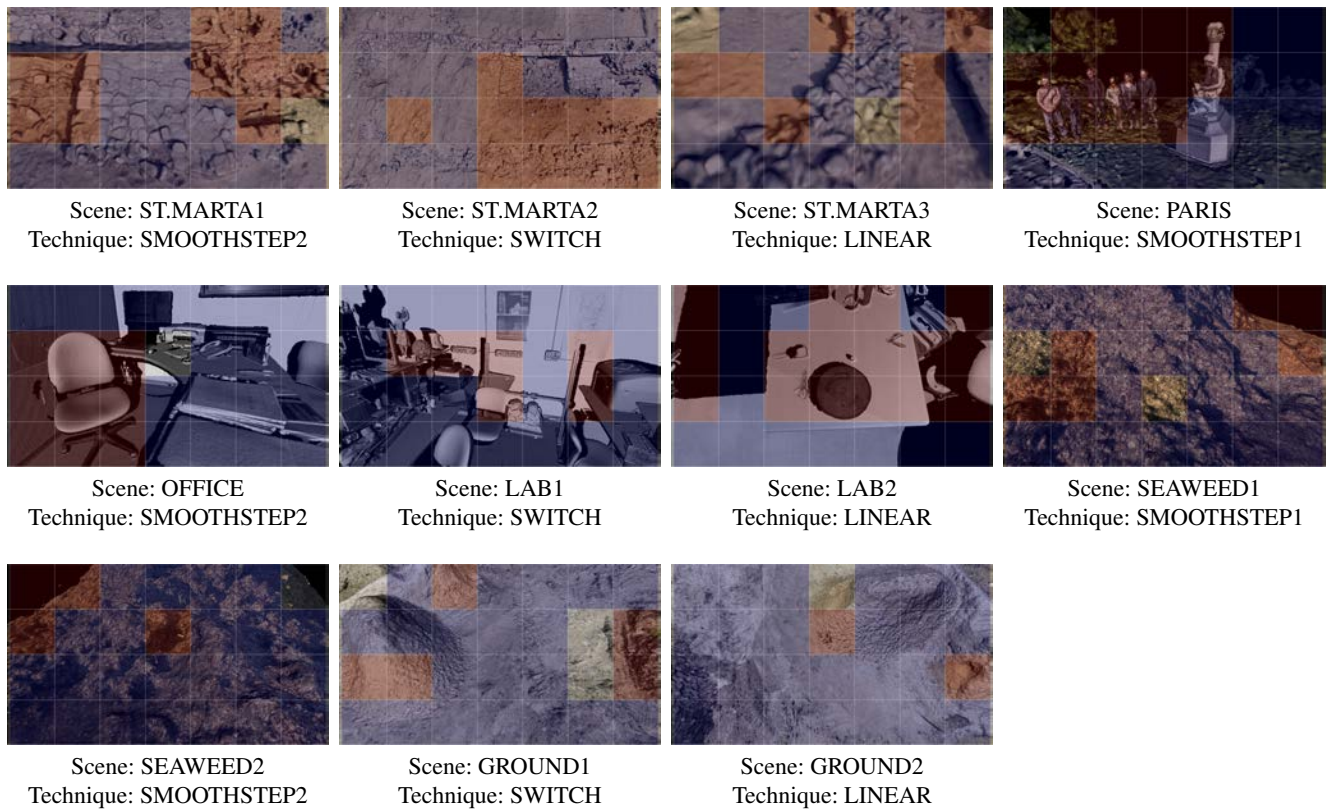 Scene: ST.MARTA1
Technique: SMOOTHSTEP2
Scene: ST.MARTA2
Technique: SWITCH
Scene: ST.MARTA3
Technique: LINEAR
Scene: PARIS
Technique: SMOOTHSTEP1
Scene: OFFICE
Technique: SMOOTHSTEP2
Scene: LAB1
Technique: SWITCH
Scene: LAB2
Technique: LINEAR
Scene: SEAWEED1
Technique: SMOOTHSTEP1
Scene: SEAWEED2
Technique: SMOOTHSTEP2
Scene: GROUND1
Technique: SWITCH
Scene: GROUND2
Technique: LINEAR